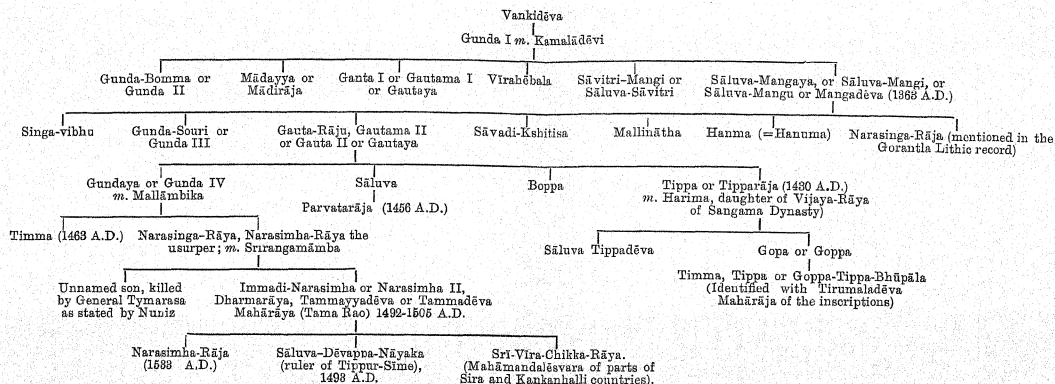 Vankidēva
Gunda I m. Kamalādēvi
Gunda-Bomma or
Gunda II
Mādayya or
Mādirāja
Ganta I or Gautama I
or Gautaya
Vīrahēbala
Sāvitri-Mangi or
Sāluva-Sāvitri
Sāluva-Mangaya, or Sāluva-Mangi, or
Sāluva-Mangu or Mangadēva (1363 A.D.)
Singa-vibhu
Gunda-Souri or
Gunda III
Gauta-Rāju, Gautama II
or Gauta II or Gautaya
Sāvadi-Kshitisa
Mallinātha
Hanma (=Hanuma)
Narasinga-Rāja (mentioned in the
Gorantla Lithic record)
Gundaya or Gunda IV
m. Mallāmbika
Sāluva
Parvatarāja (1456 A.D.)
Boppa
Tippa or Tipparāja (1430 A.D.)
m. Harima, daughter of Vijaya-Rāya
of Sangama Dynasty)
Timma (1463 A.D.)
Narasinga-Rāya, Narasimha-Rāya the
usurper; m. Srīrangamāmba
Sāluva Tippadēva
Gopa or Goppa
Unnamed son, killed
by General Tymarasa
as stated by Nuniz
Immadi-Narasimha or Narasimha II,
Dharmarāya, Tammayyadēva or Tammadēva
Mahārāya (Tama Rao) 1492-1505 A.D.
Timma, Tippa or Goppa-Tippa-Bhūpāla
(Identified with Tirumaladēva
Mahārāja of the inscriptions)
Narasimha-Rāja
(1533 A.D.)
Sāluva-Dēvappa-Nāyaka
(ruler of Tippur-Sīme),
1493 A.D.
Srī-Vīra-Chikka-Rāya.
(Mahāmandalēsvara of parts of
Sira and Kankanhalli countries).